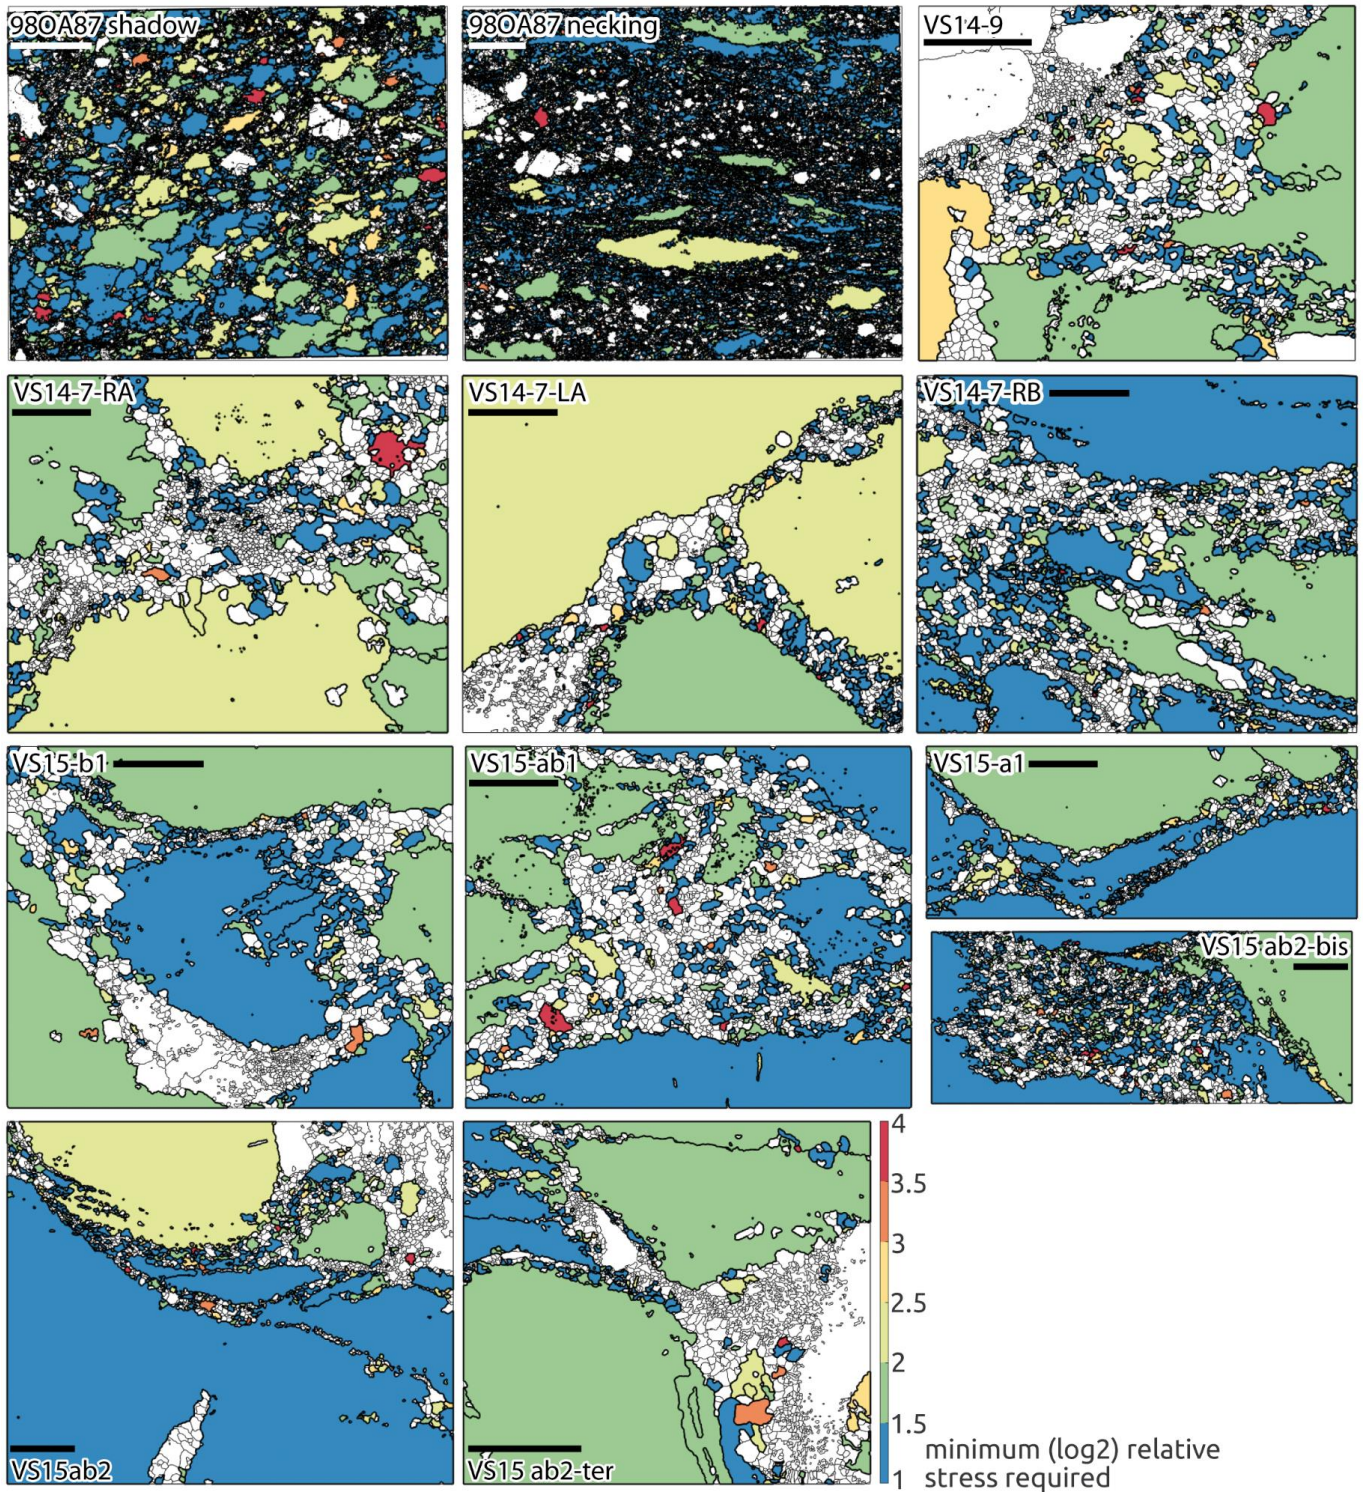 98OA87 shadow
98OA87 necking
VS14-9
VS14-7-RA
VS14-7-LA
VS14-7-RB
VS15-b1
VS15-ab1
VS15-a1
VS15 ab2-bis
VS15ab2
VS15 ab2-ter
4
3.5
3
2.5
2
1.5
1
minimum (log2) relative
stress required